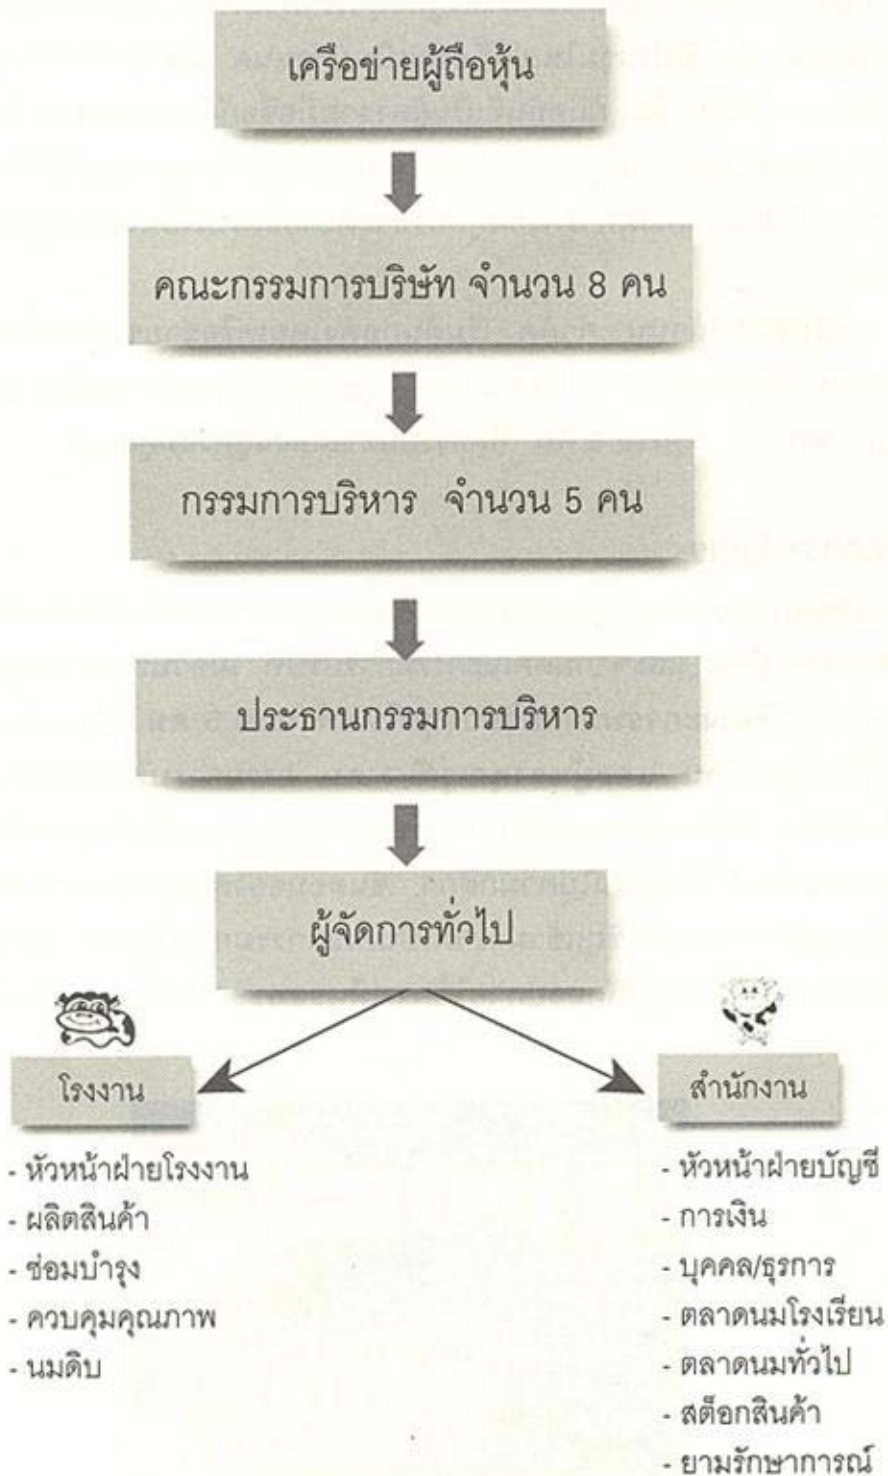 เครือข่ายผู้ถือหุ้น
คณะกรรมการบริษัท จำนวน 8 คน
กรรมการบริหาร จำนวน 5 คน
ประธานกรรมการบริหาร
ผู้จัดการทั่วไป
โรงงาน
- หัวหน้าฝ่ายโรงงาน
- ผลิตสินค้า
- ซ่อมบำรุง
- ควบคุมคุณภาพ
- นมดิบ
สำนักงาน
- หัวหน้าฝ่ายบัญชี
- การเงิน
- บุคคล/ธุรการ
- ตลาดนมโรงเรียน
- ตลาดนมทั่วไป
- สต็อกสินค้า
- ยามรักษาการณ์